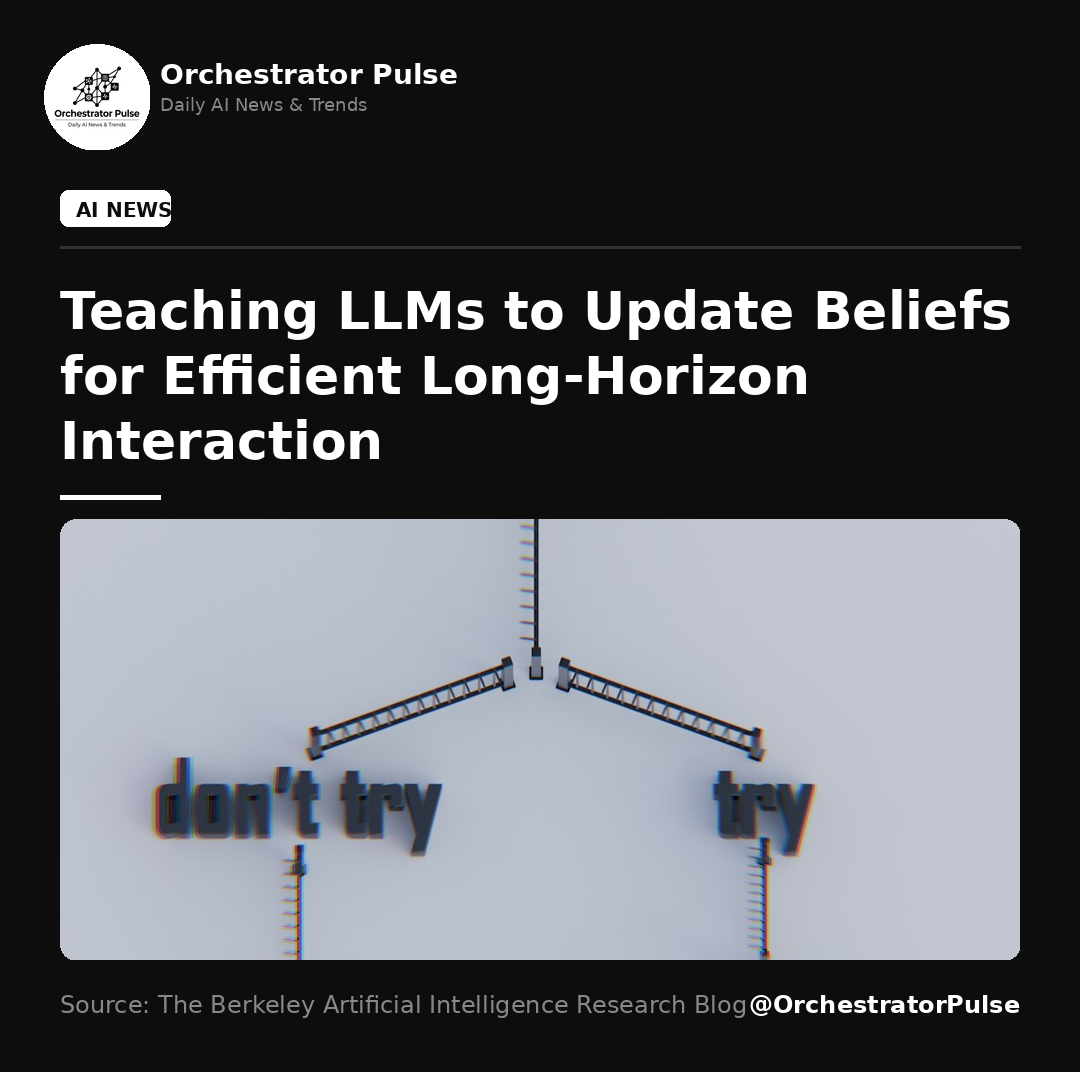 Orchestrator Pulse
Daily AI News & Trends
Orchestrator Pulse
Daily AI News & Trends
AI NEWS
Teaching LLMs to Update Beliefs
for Efficient Long-Horizon
Interaction
don't try
try
Source: The Berkeley Artificial Intelligence Research Blog
@OrchestratorPulse